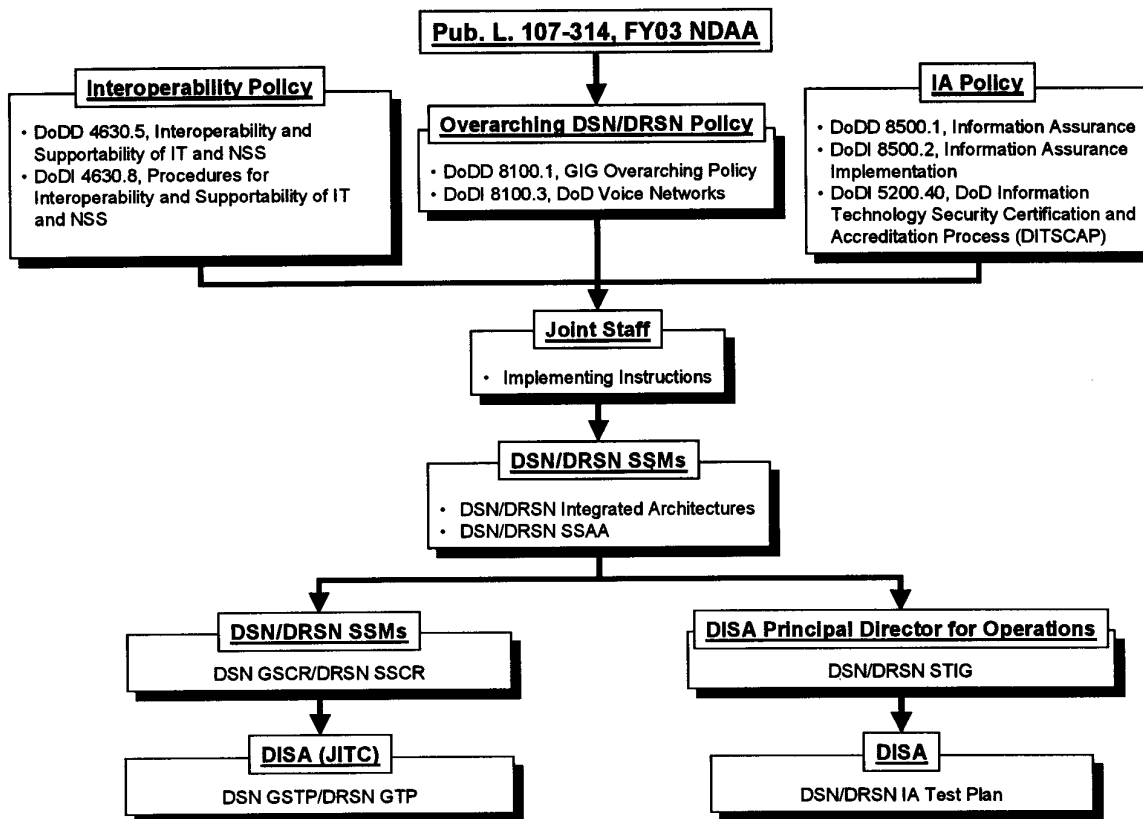 Pub. L. 107-314, FY03 NDAA
Interoperability Policy
• DoDD 4630.5, Interoperability and
Supportability of IT and NSS
• DoDI 4630.8, Procedures for
Interoperability and Supportability of IT
and NSS
Overarching DSN/DRSN Policy
• DoDD 8100.1, GIG Overarching Policy
• DoDI 8100.3, DoD Voice Networks
IA Policy
• DoDD 8500.1, Information Assurance
• DoDI 8500.2, Information Assurance
Implementation
• DoDI 5200.40, DoD Information
Technology Security Certification and
Accreditation Process (DITSCAP)
Joint Staff
• Implementing Instructions
DSN/DRSN SSMs
• DSN/DRSN Integrated Architectures
• DSN/DRSN SSAA
DSN/DRSN SSMs
DSN GSCR/DRSN SSCR
DISA Principal Director for Operations
DSN/DRSN STIG
DISA (JITC)
DSN GSTP/DRSN GTP
DISA
DSN/DRSN IA Test Plan